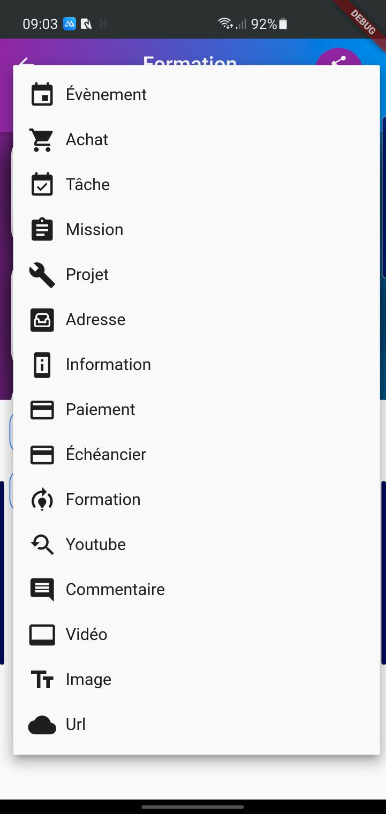 09:03 92%
DEBUG
Formation
Évènement
Achat
Tâche
Mission
Projet
Adresse
Information
Paiement
Échéancier
Formation
Youtube
Commentaire
Vidéo
Image
Url